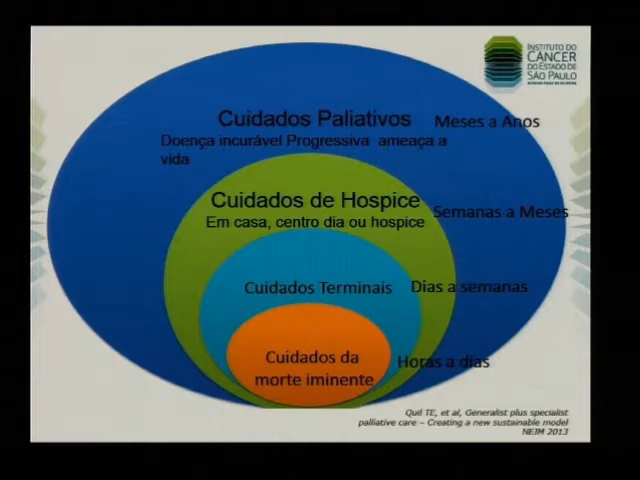 INSTITUTO DO
CÂNCER
DO ESTADO DE
SÃO PAULO
Cuidados Paliativos
Meses a Anos
Doença incurável Progressiva ameaça a
vida
Cuidados de Hospice
Semanas a Meses
Em casa, centro dia ou hospice
Cuidados Terminais
Dias a semanas
Horas a dias
Cuidados da
morte iminente
Quil TE, et al, Generalist plus specialist
palliative care – Creating a new sustainable model
NEJM 2013